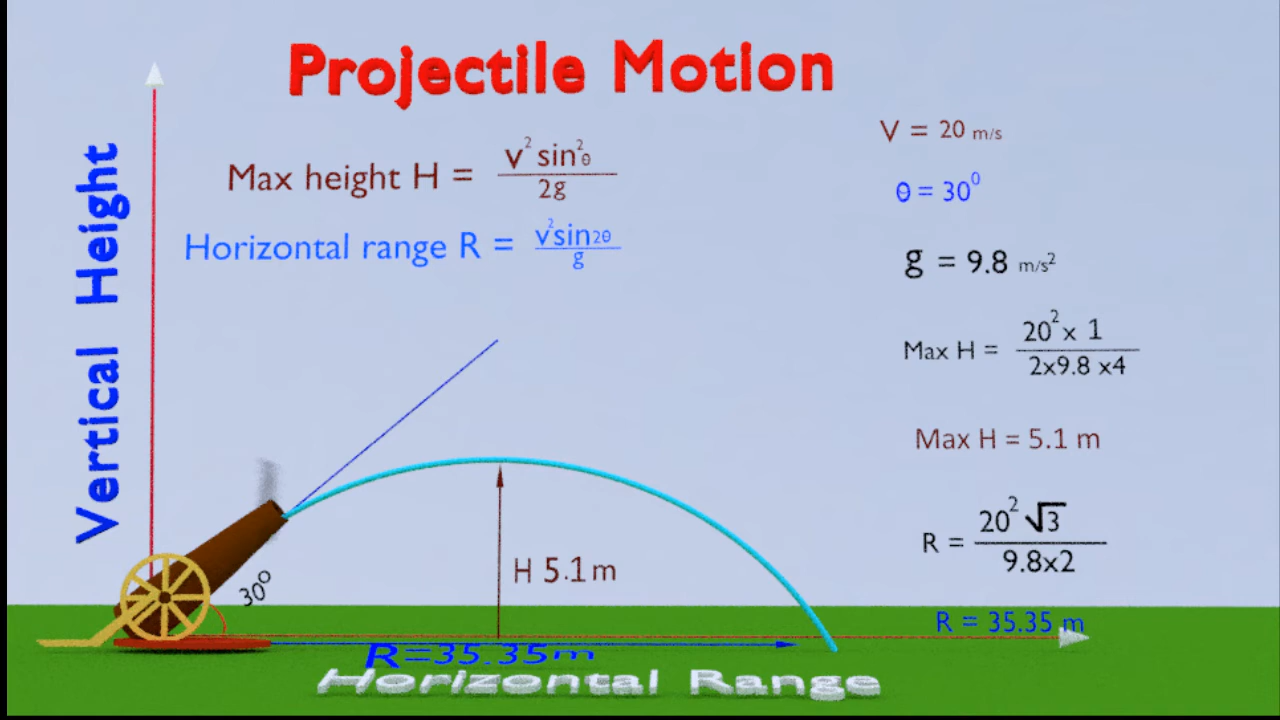 Projectile Motion
Max height H = v² sin²θ / 2g
Horizontal range R = v²sin2θ / g
Vertical Height
V = 20 m/s
θ = 30⁰
g = 9.8 m/s²
Max H = 20² x 1 / 2x9.8 x4
Max H = 5.1 m
R = 20² √3 / 9.8x2
R = 35.35 m
30⁰
H 5.1m
R=35.35m
Horizontal Range